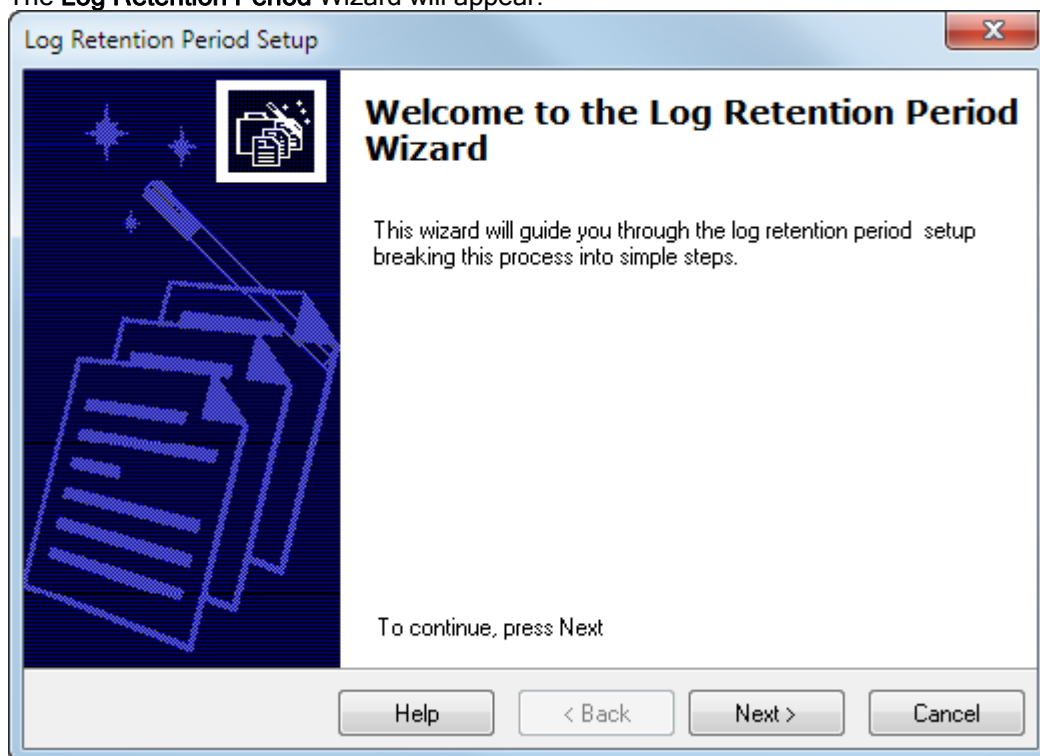 The Log Retention Period Wizard will appear:
Log Retention Period Setup
Welcome to the Log Retention Period
Wizard
This wizard will guide you through the log retention period  setup
breaking this process into simple steps.
To continue, press Next
Help
< Back
Next >
Cancel